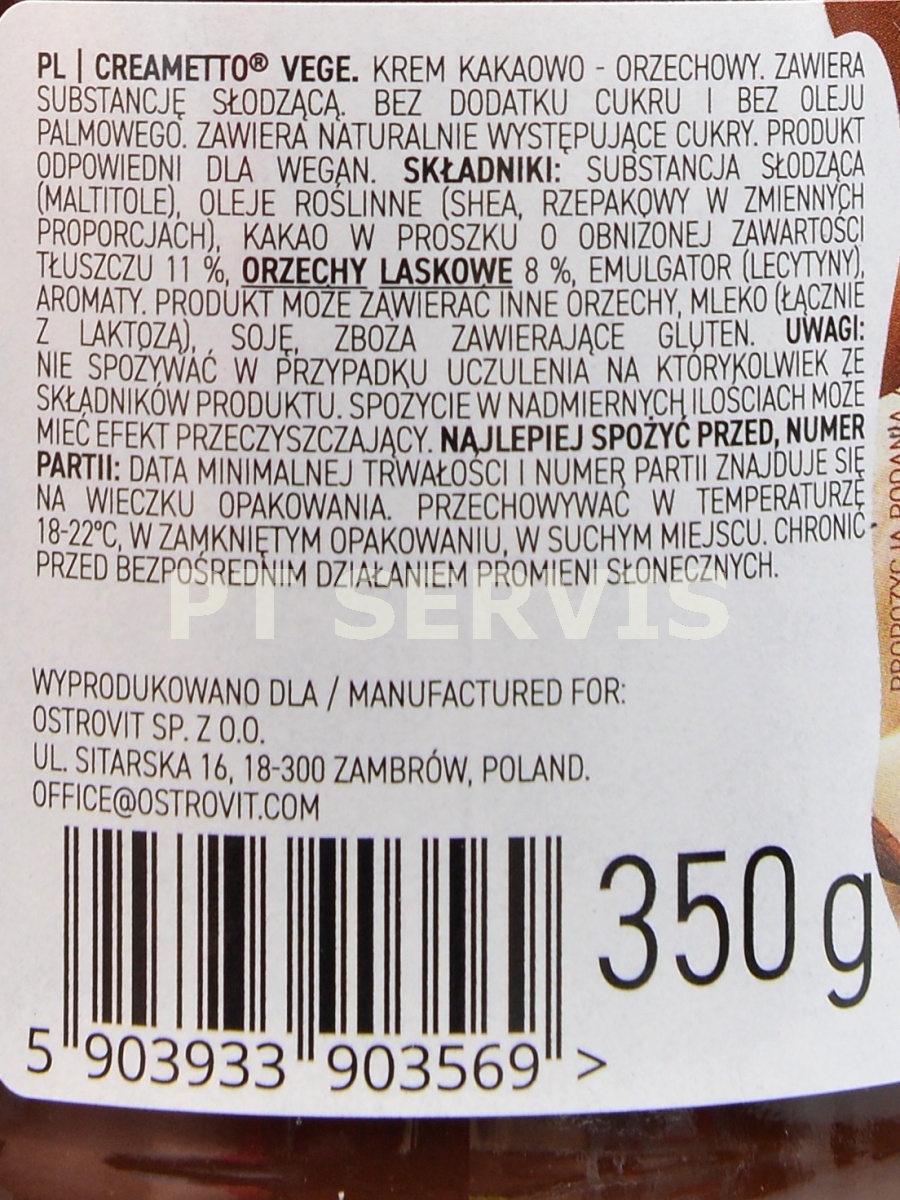 PL | CREAMETTO® VEGE. KREM KAKAOWO - ORZECHOWY. ZAWIERA
SUBSTANCJĘ SŁODZĄCĄ. BEZ DODATKU CUKRU I BEZ OLEJU
PALMOWEGO. ZAWIERA NATURALNIE WYSTĘPUJĄCE CUKRY. PRODUKT
ODPOWIEDNI DLA WEGAN. SKŁADNIKI: SUBSTANCJA SŁODZĄCA
(MALTITOLE), OLEJE ROŚLINNE (SHEA, RZEPAKOWY W ZMIENNYCH
PROPORCJACH), KAKAO W PROSZKU O OBNIŻONEJ ZAWARTOŚCI
TŁUSZCZU 11 %, ORZECHY LASKOWE 8 %, EMULGATOR (LECYTYNY),
AROMATY. PRODUKT MOŻE ZAWIERAĆ INNE ORZECHY, MLEKO (ŁĄCZNIE
Z LAKTOZĄ), SOJĘ, ZBOŻA ZAWIERAJĄCE GLUTEN. UWAGI:
NIE SPOŻYWAĆ W PRZYPADKU UCZULENIA NA KTÓRYKOLWIEK ZE
SKŁADNIKÓW PRODUKTU. SPOŻYCIE W NADMIERNYCH ILOŚCIACH MOŻE
MIEĆ EFEKT PRZECZYSZCZAJĄCY. NAJLEPIEJ SPOŻYĆ PRZED, NUMER
PARTII: DATA MINIMALNEJ TRWAŁOŚCI I NUMER PARTII ZNAJDUJE SIĘ
NA WIECZKU OPAKOWANIA. PRZECHOWYWAĆ W TEMPERATURZE
18-22°C, W ZAMKNIĘTYM OPAKOWANIU, W SUCHYM MIEJSCU. CHRONIĆ
PRZED BEZPOŚREDNIM DZIAŁANIEM PROMIENI SŁONECZNYCH.
PT SERVIS
WYPRODUKOWANO DLA / MANUFACTURED FOR:
OSTROVIT SP. Z O.O.
UL. SITARSKA 16, 18-300 ZAMBRÓW, POLAND.
OFFICE@OSTROVIT.COM
350 g
5 903933 903569 >
PROPOZYCJA PODANIA